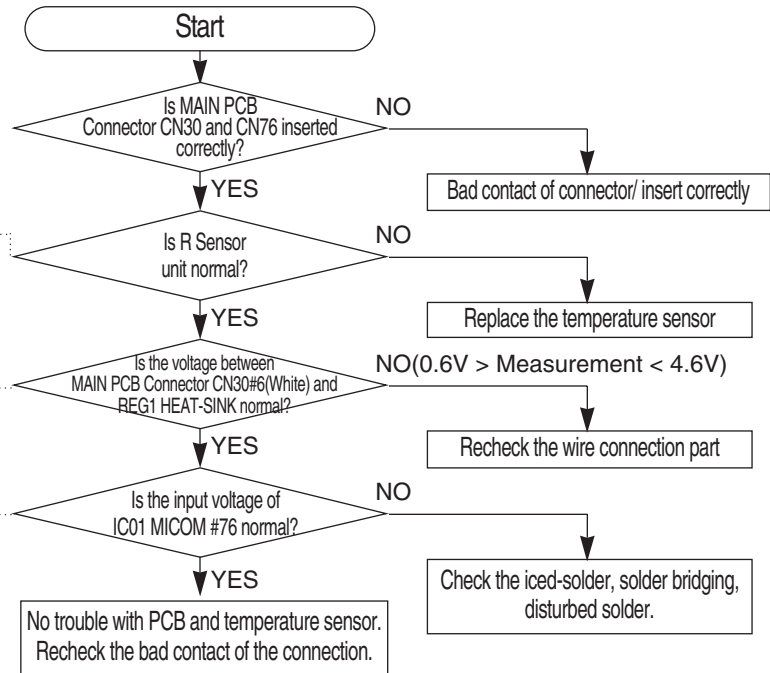 Start
Is MAIN PCB
Connector CN30 and CN76 inserted
correctly?
NO
Bad contact of connector/ insert correctly
YES
Is R Sensor
unit normal?
NO
Replace the temperature sensor
YES
Is the voltage between
MAIN PCB Connector CN30#6(White) and
REG1 HEAT-SINK normal?
NO(0.6V > Measurement < 4.6V)
Recheck the wire connection part
YES
Is the input voltage of
IC01 MICOM #76 normal?
NO
Check the iced-solder, solder bridging,
disturbed solder.
YES
No trouble with PCB and temperature sensor.
Recheck the bad contact of the connection.